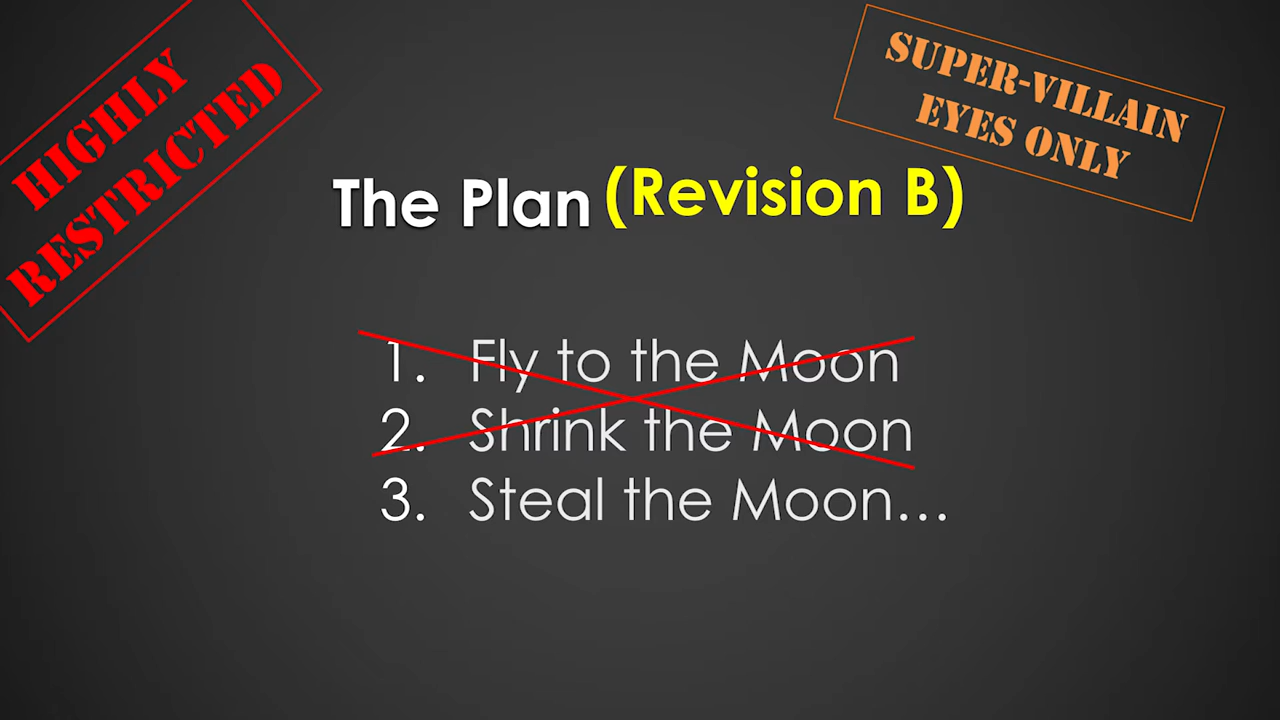 HIGHLY
RESTRICTED
SUPER-VILLAIN
EYES ONLY
The Plan (Revision B)
1. Fly to the Moon
2. Shrink the Moon
3. Steal the Moon…